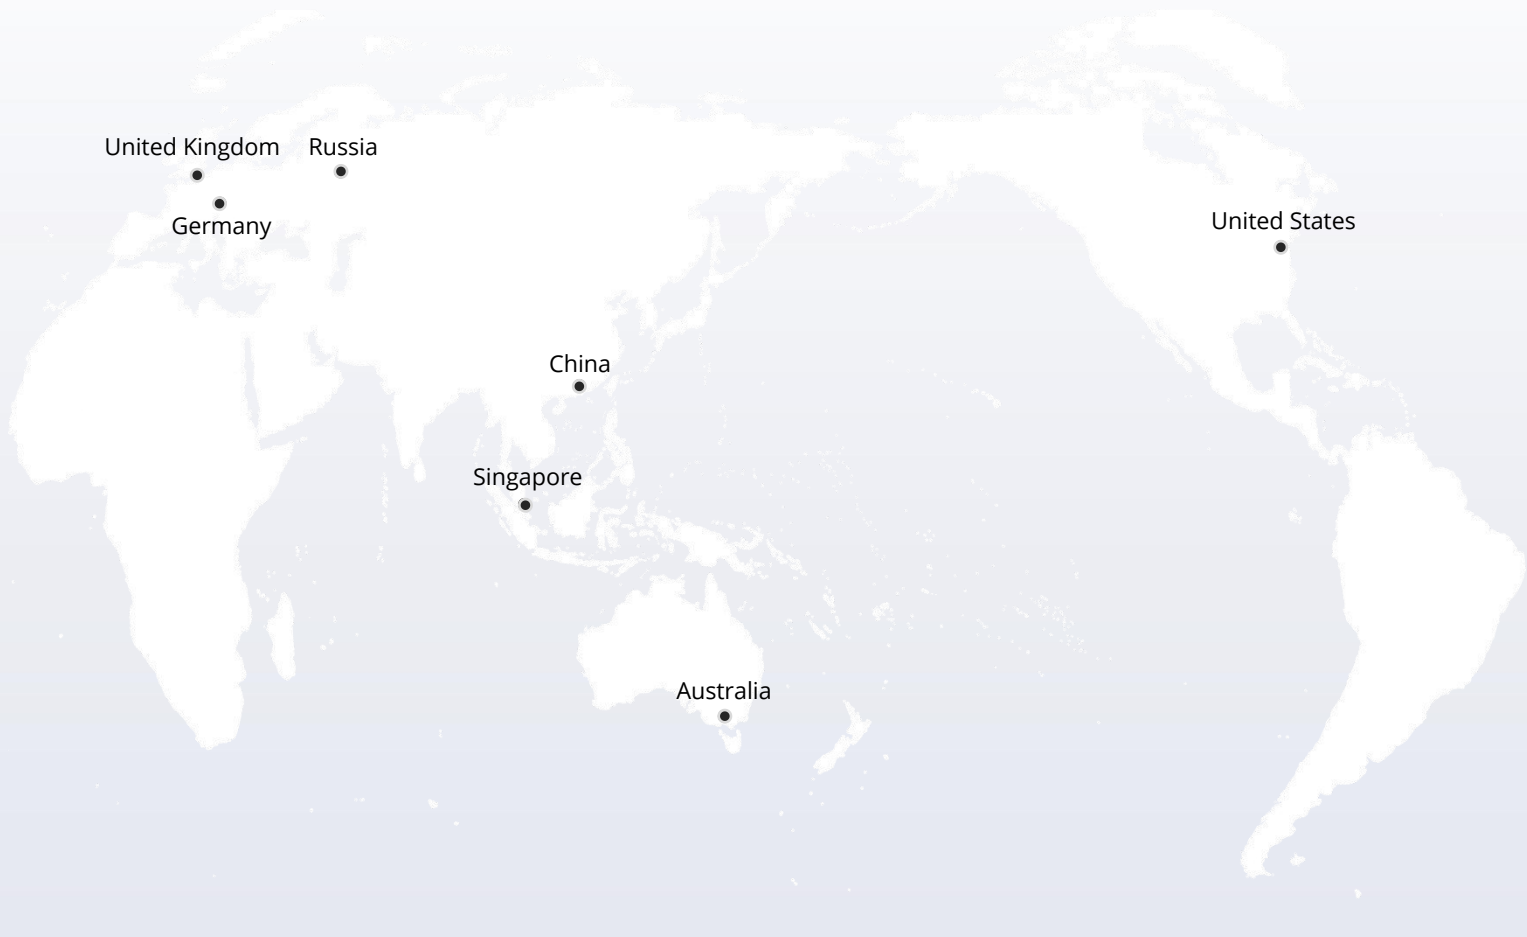 United Kingdom
Russia
Germany
United States
China
Singapore
Australia